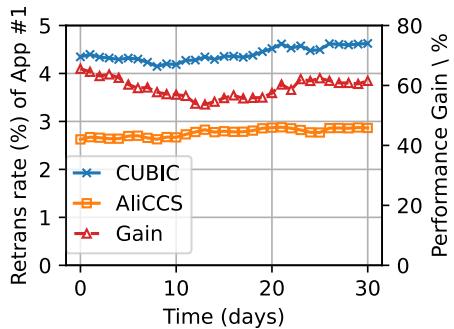 Retrans rate (%) of App #1
5
4
3
2
1
0
CUBIC
AliCCS
Gain
0
10
20
30
Time (days)
80
60
40
20
0
Performance Gain \ %